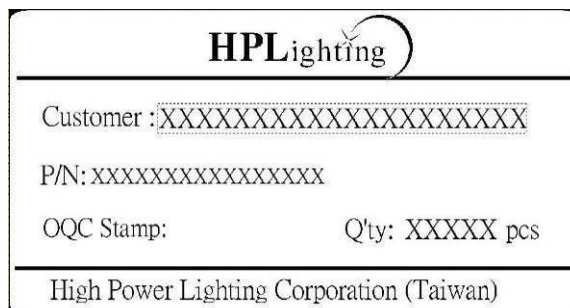 HPLighting
Customer : XXXXXXXXXXXXXXXXXXXX
P/N: XXXXXXXXXXXXXXXX
OQC Stamp: Q'ty: XXXXX pcs
High Power Lighting Corporation (Taiwan)